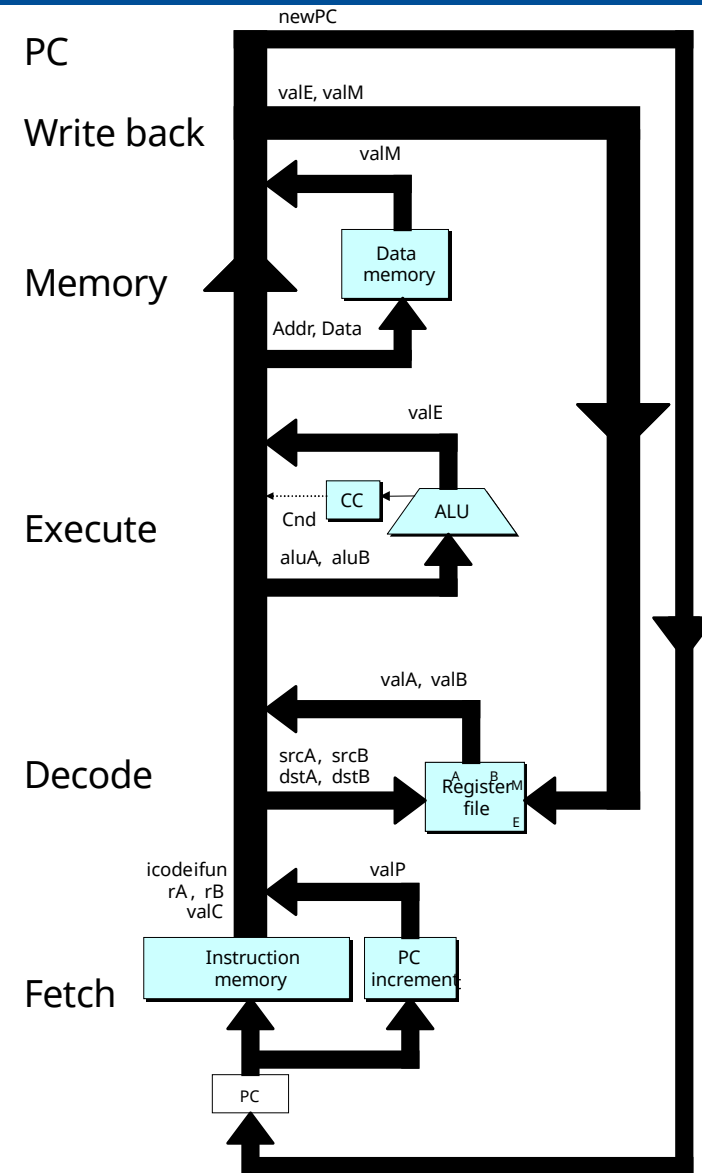 newPC
PC
valE, valM
Write back
valM
Data
memory
Memory
Addr, Data
valE
CC
ALU
Cnd
Execute
aluA, aluB
valA, valB
srcA, srcB
dstA, dstB
Decode
A B
Register M
file
E
icodeifun
rA , rB
valC
valP
Instruction
memory
PC
increment
Fetch
PC